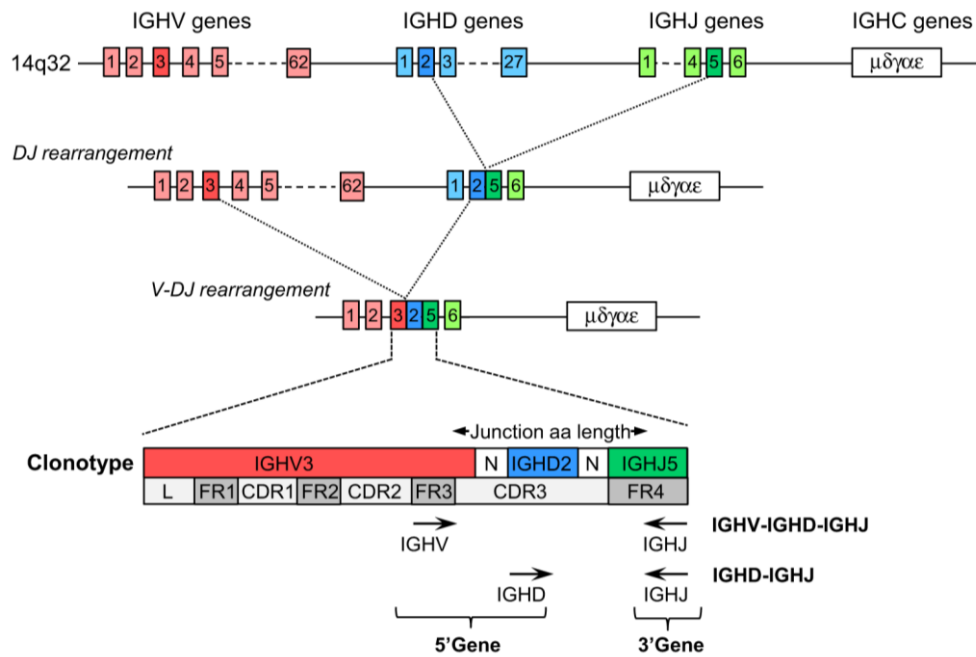 IGHV genes IGHD genes IGHJ genes IGHC genes
14q32 1 2 3 4 5 62 1 2 3 27 1 4 5 6 μδγαε
DJ rearrangement
1 2 3 4 5 62 1 2 5 6 μδγαε
V-DJ rearrangement
1 2 3 2 5 6 μδγαε
Junction aa length
Clonotype IGHV3 N IGHD2 N IGHJ5
L FR1 CDR1 FR2 CDR2 FR3 CDR3 FR4
IGHV IGHJ IGHV-IGHD-IGHJ
IGHD IGHJ IGHD-IGHJ
5'Gene 3'Gene